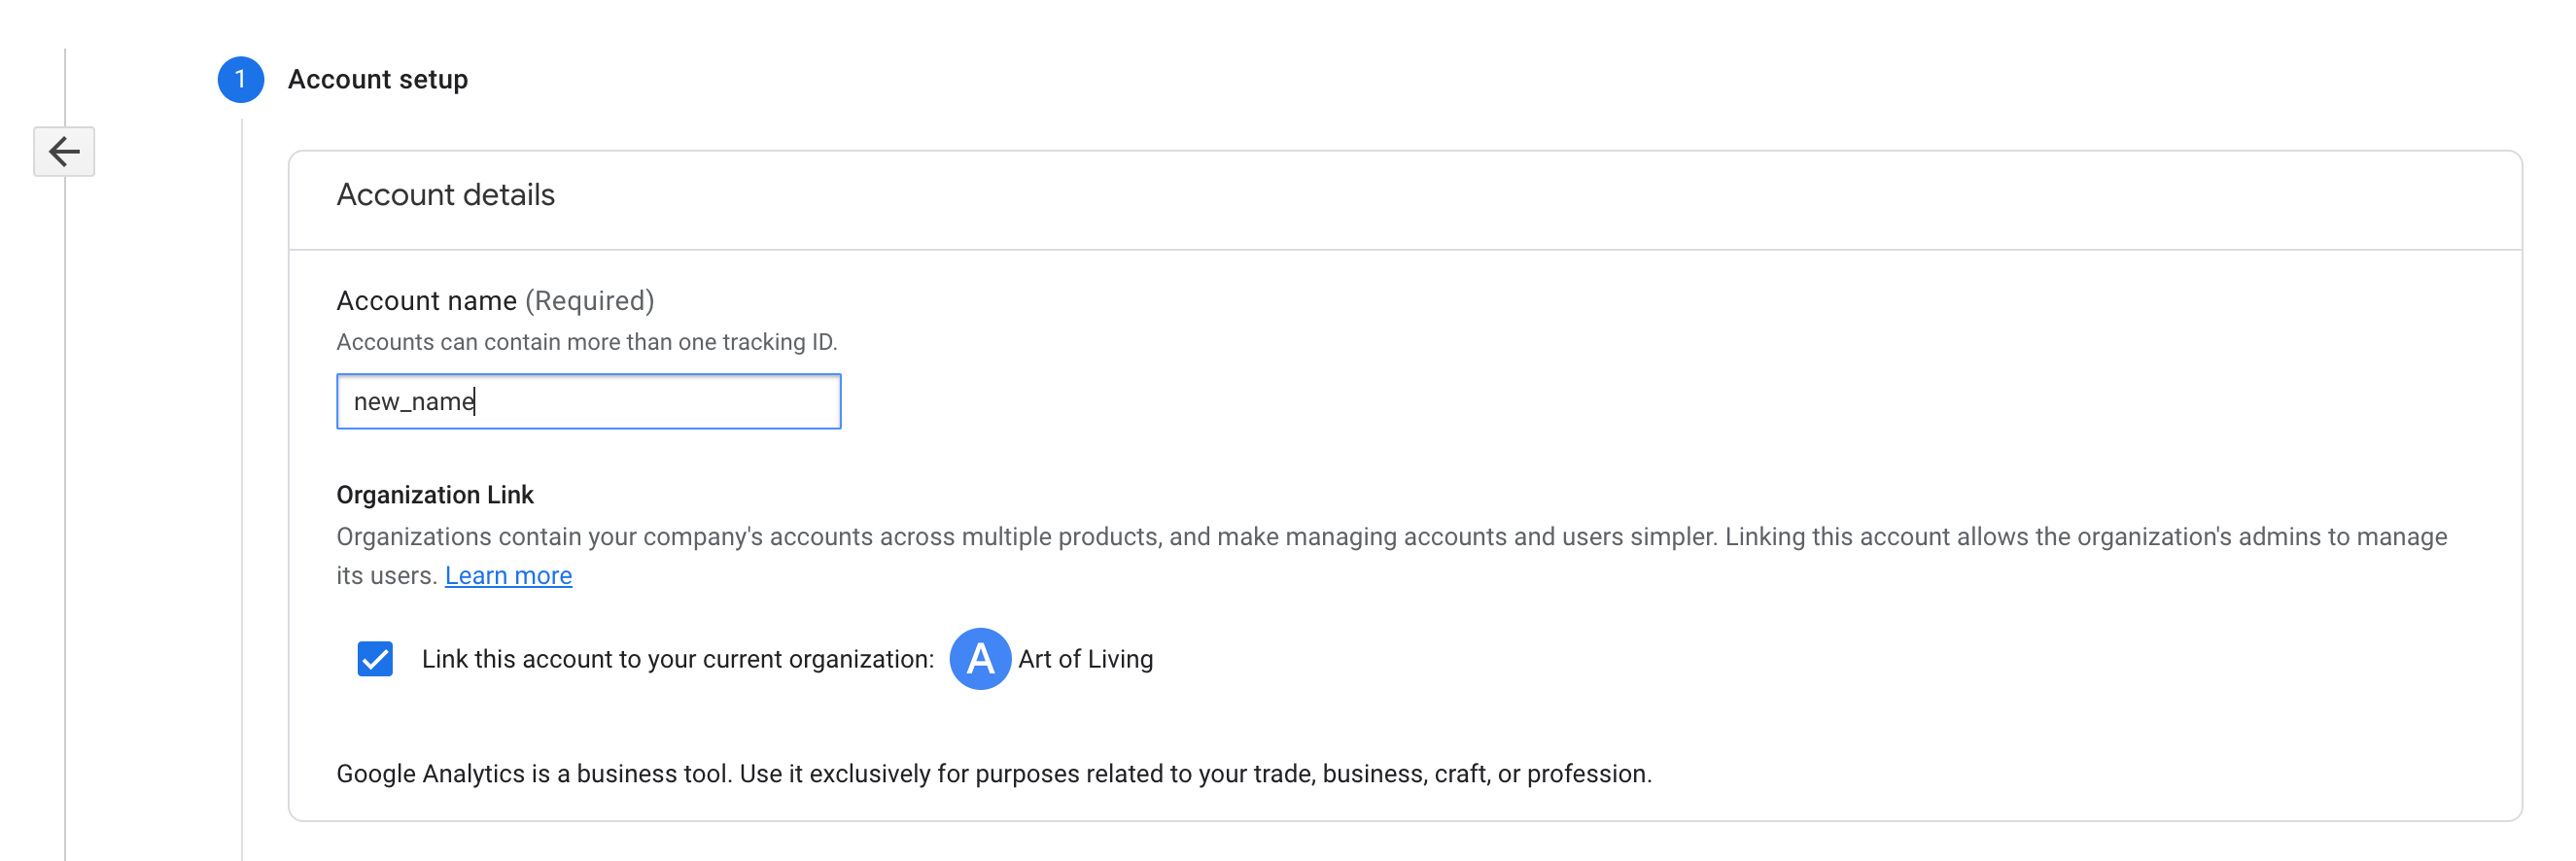 1 Account setup
Account details
Account name (Required)
Accounts can contain more than one tracking ID.
new_name
Organization Link
Organizations contain your company's accounts across multiple products, and make managing accounts and users simpler. Linking this account allows the organization's admins to manage
its users. Learn more
Link this account to your current organization: A Art of Living
Google Analytics is a business tool. Use it exclusively for purposes related to your trade, business, craft, or profession.